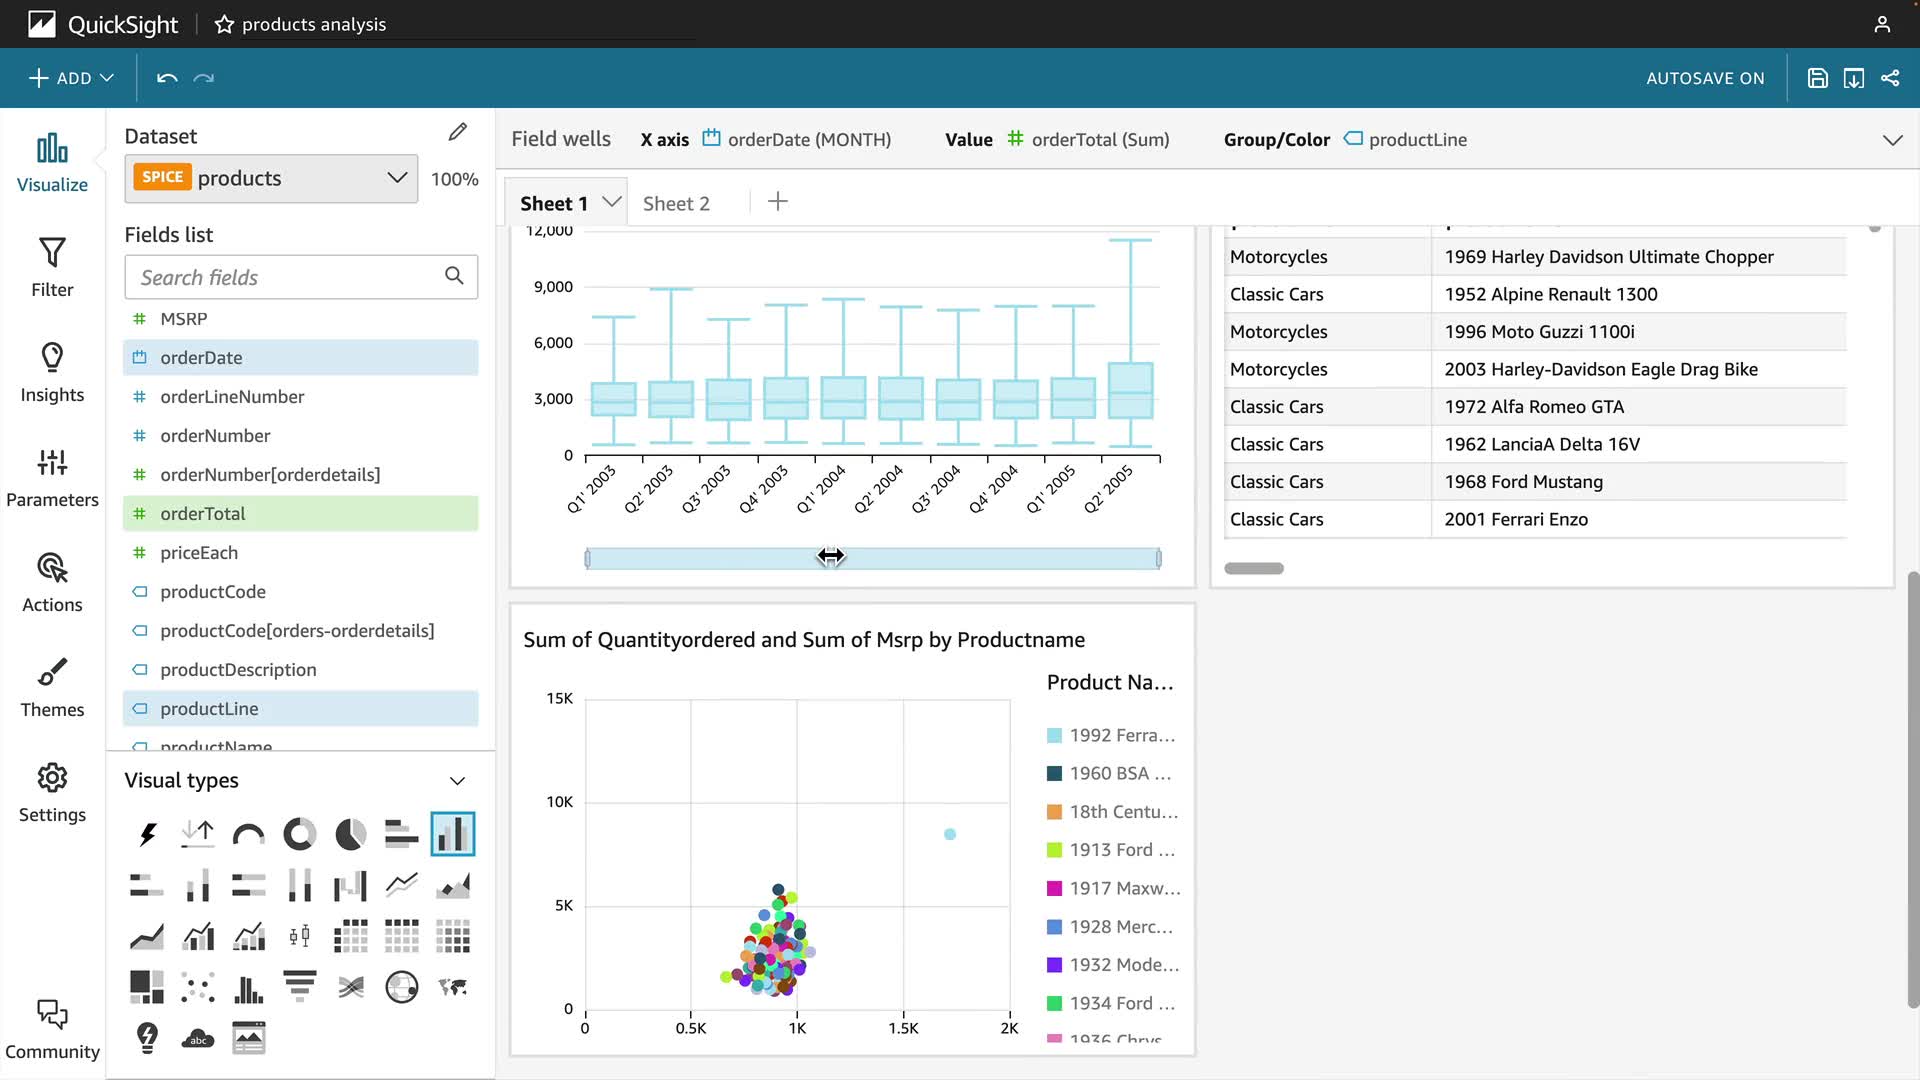 QuickSight
products analysis
ADD
AUTOSAVE ON
Visualize
Filter
Insights
Parameters
Actions
Themes
Settings
Community
Dataset
SPICE products
100%
Fields list
Search fields
# MSRP
orderDate
# orderLineNumber
# orderNumber
# orderNumber[orderdetails]
# orderTotal
# priceEach
productCode
productCode[orders-orderdetails]
productDescription
productLine
productName
Visual types
abc
Field wells X axis orderDate (MONTH) Value # orderTotal (Sum) Group/Color productLine
Sheet 1 Sheet 2
12,000
9,000
6,000
3,000
0
Q1' 2003 Q2' 2003 Q3' 2003 Q4' 2003 Q1' 2004 Q2' 2004 Q3' 2004 Q4' 2004 Q1' 2005 Q2' 2005
Motorcycles 1969 Harley Davidson Ultimate Chopper
Classic Cars 1952 Alpine Renault 1300
Motorcycles 1996 Moto Guzzi 1100i
Motorcycles 2003 Harley-Davidson Eagle Drag Bike
Classic Cars 1972 Alfa Romeo GTA
Classic Cars 1962 LanciaA Delta 16V
Classic Cars 1968 Ford Mustang
Classic Cars 2001 Ferrari Enzo
Sum of Quantityordered and Sum of Msrp by Productname
15K
10K
5K
0
0 0.5K 1K 1.5K 2K
Product Na...
1992 Ferra...
1960 BSA ...
18th Centu...
1913 Ford ...
1917 Maxw...
1928 Merc...
1932 Mode...
1934 Ford ...
1936 Chrys